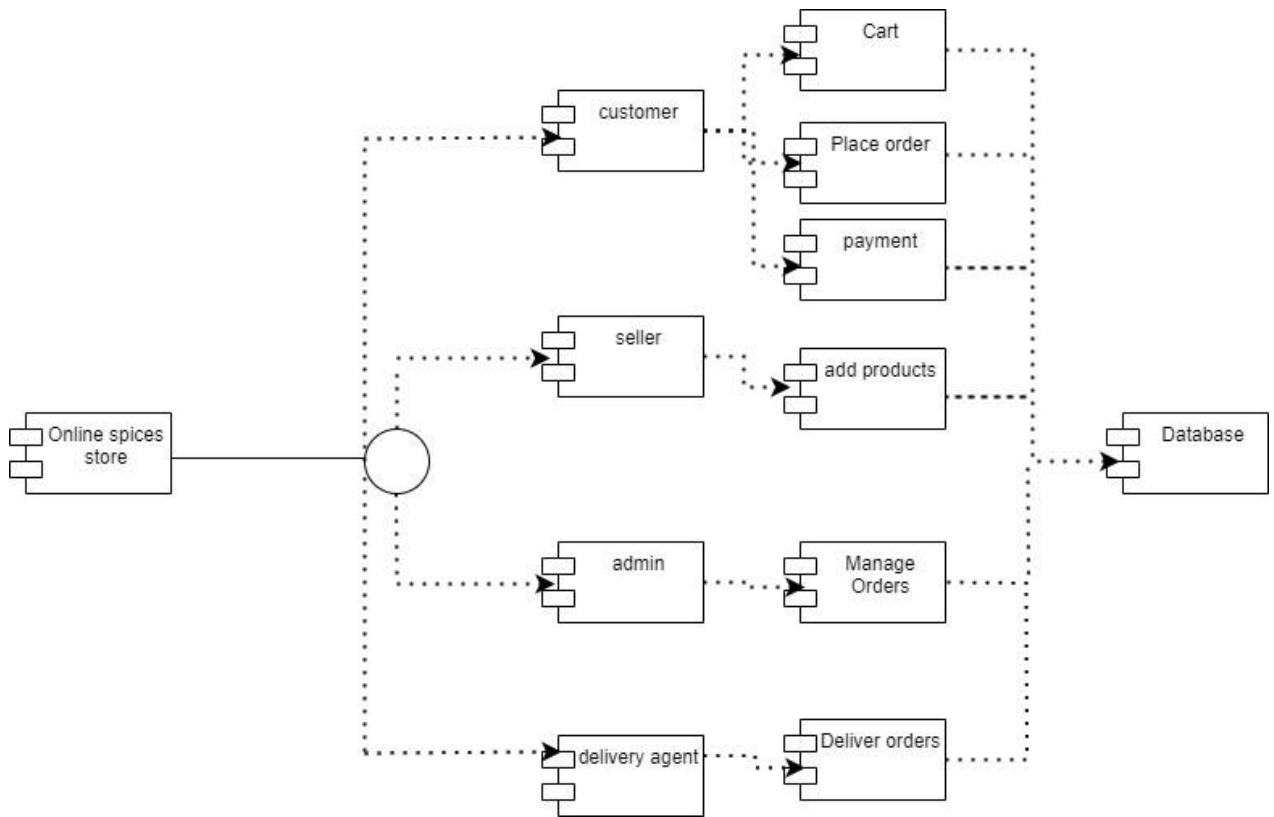 Cart
customer
Place order
payment
seller
add products
Online spices
store
Database
admin
Manage
Orders
delivery agent
Deliver orders